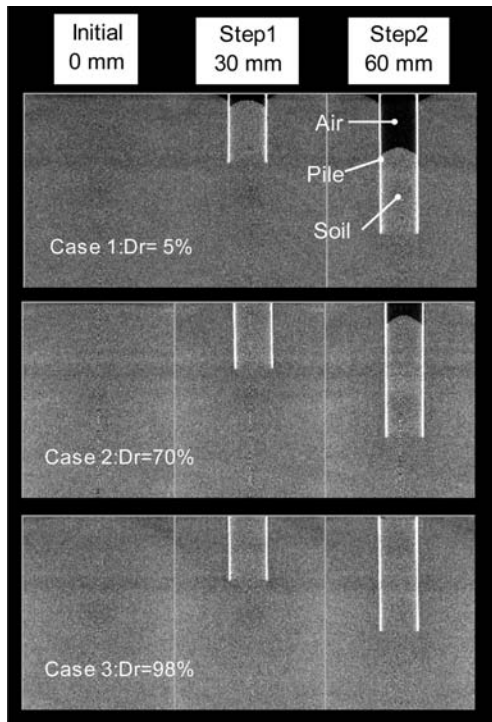 Initial
0 mm
Step1
30 mm
Step2
60 mm
Air
Pile
Soil
Case 1:Dr= 5%
Case 2:Dr=70%
Case 3:Dr=98%